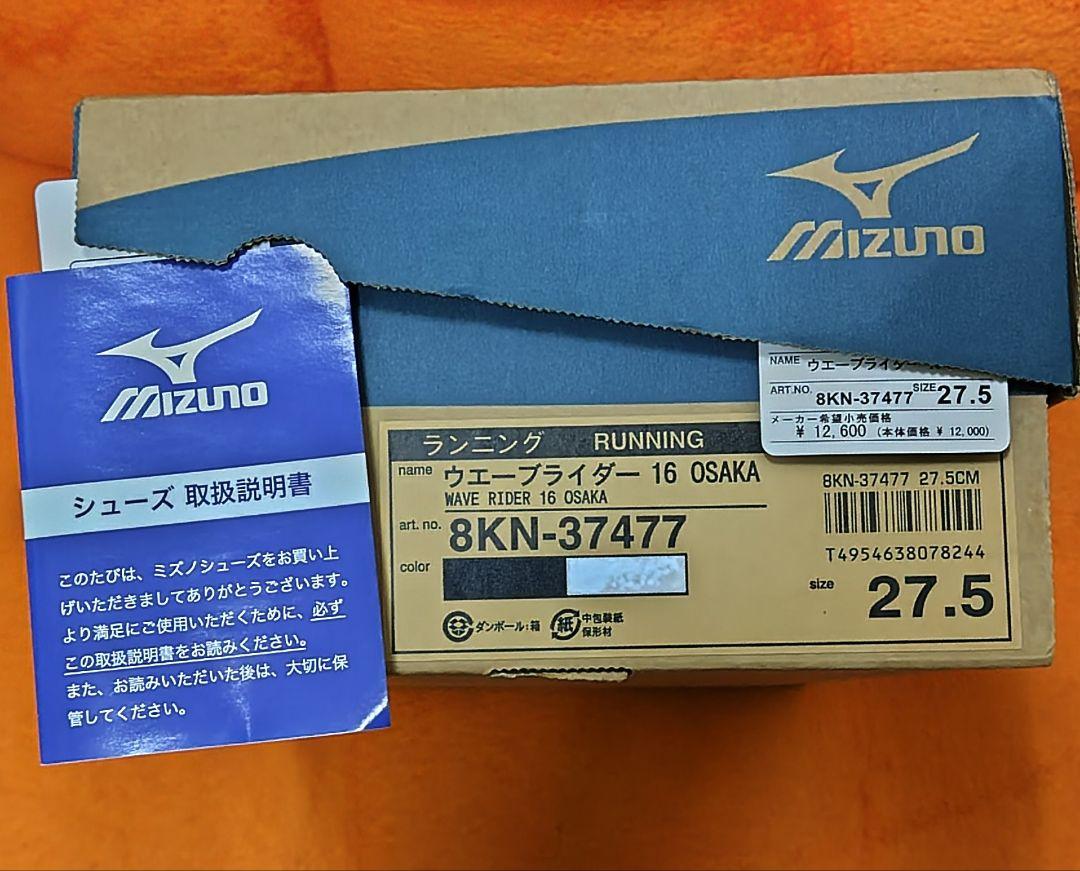 MIZUNO
MIZUNO
シューズ 取扱説明書
このたびは、ミズノシューズをお買い上
げいただきましてありがとうございます。
より満足にご使用いただくために、必ず
この取扱説明書をお読みください。
また、お読みいただいた後は、大切に保
管してください。
NAME ウエーブライダー
ART.NO. 8KN-37477 SIZE 27.5
メーカー希望小売価格
¥ 12,600 (本体価格 ¥ 12,000)
ランニング RUNNING
name ウエーブライダー 16 OSAKA
WAVE RIDER 16 OSAKA
art. no. 8KN-37477
color
8KN-37477 27.5CM
T4954638078244
size 27.5
ダンボール:箱
紙 中包装紙
保形材